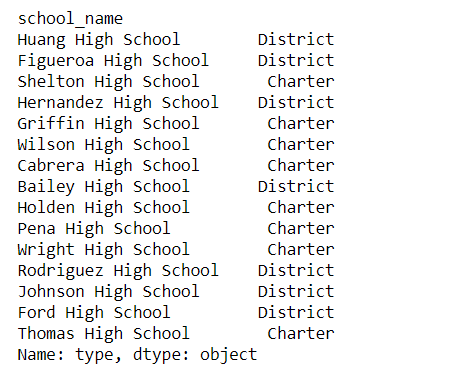 school_name
Huang High School        District
Figueroa High School     District
Shelton High School       Charter
Hernandez High School    District
Griffin High School       Charter
Wilson High School        Charter
Cabrera High School       Charter
Bailey High School       District
Holden High School        Charter
Pena High School          Charter
Wright High School        Charter
Rodriguez High School    District
Johnson High School      District
Ford High School         District
Thomas High School        Charter
Name: type, dtype: object